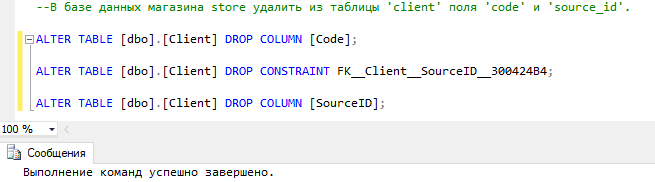 --В базе данных магазина store удалить из таблицы 'client' поля 'code' и 'source_id'.
ALTER TABLE [dbo].[Client] DROP COLUMN [Code];
ALTER TABLE [dbo].[Client] DROP CONSTRAINT FK__Client__SourceID__300424B4;
ALTER TABLE [dbo].[Client] DROP COLUMN [SourceID];
100 %
Сообщения
Выполнение команд успешно завершено.